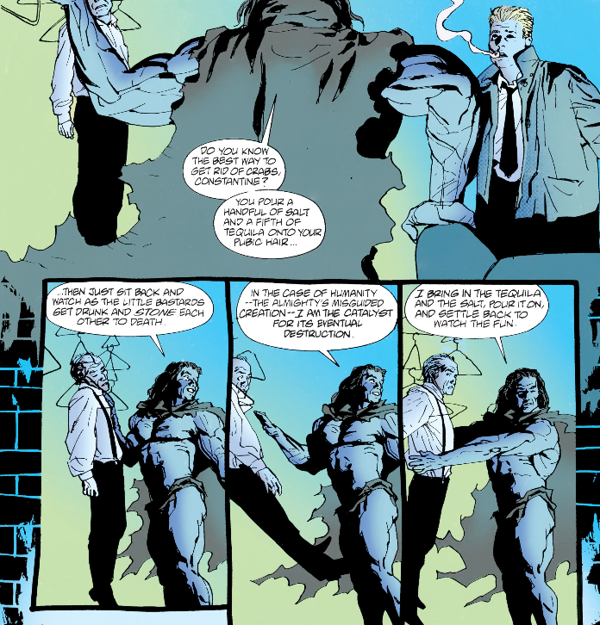 DO YOU KNOW
THE BEST WAY TO
GET RID OF CRABS,
CONSTANTINE?
YOU POUR A
HANDFUL OF SALT
AND A FIFTH OF
TEQUILA ONTO YOUR
PUBIC HAIR...
...THEN JUST SIT BACK AND
WATCH AS THE LITTLE BASTARDS
GET DRUNK AND STONE EACH
OTHER TO DEATH.
IN THE CASE OF HUMANITY
--THE ALMIGHTY'S MISGUIDED
CREATION--I AM THE CATALYST
FOR ITS EVENTUAL
DESTRUCTION.
I BRING IN THE TEQUILA
AND THE SALT, POUR IT ON,
AND SETTLE BACK TO
WATCH THE FUN.